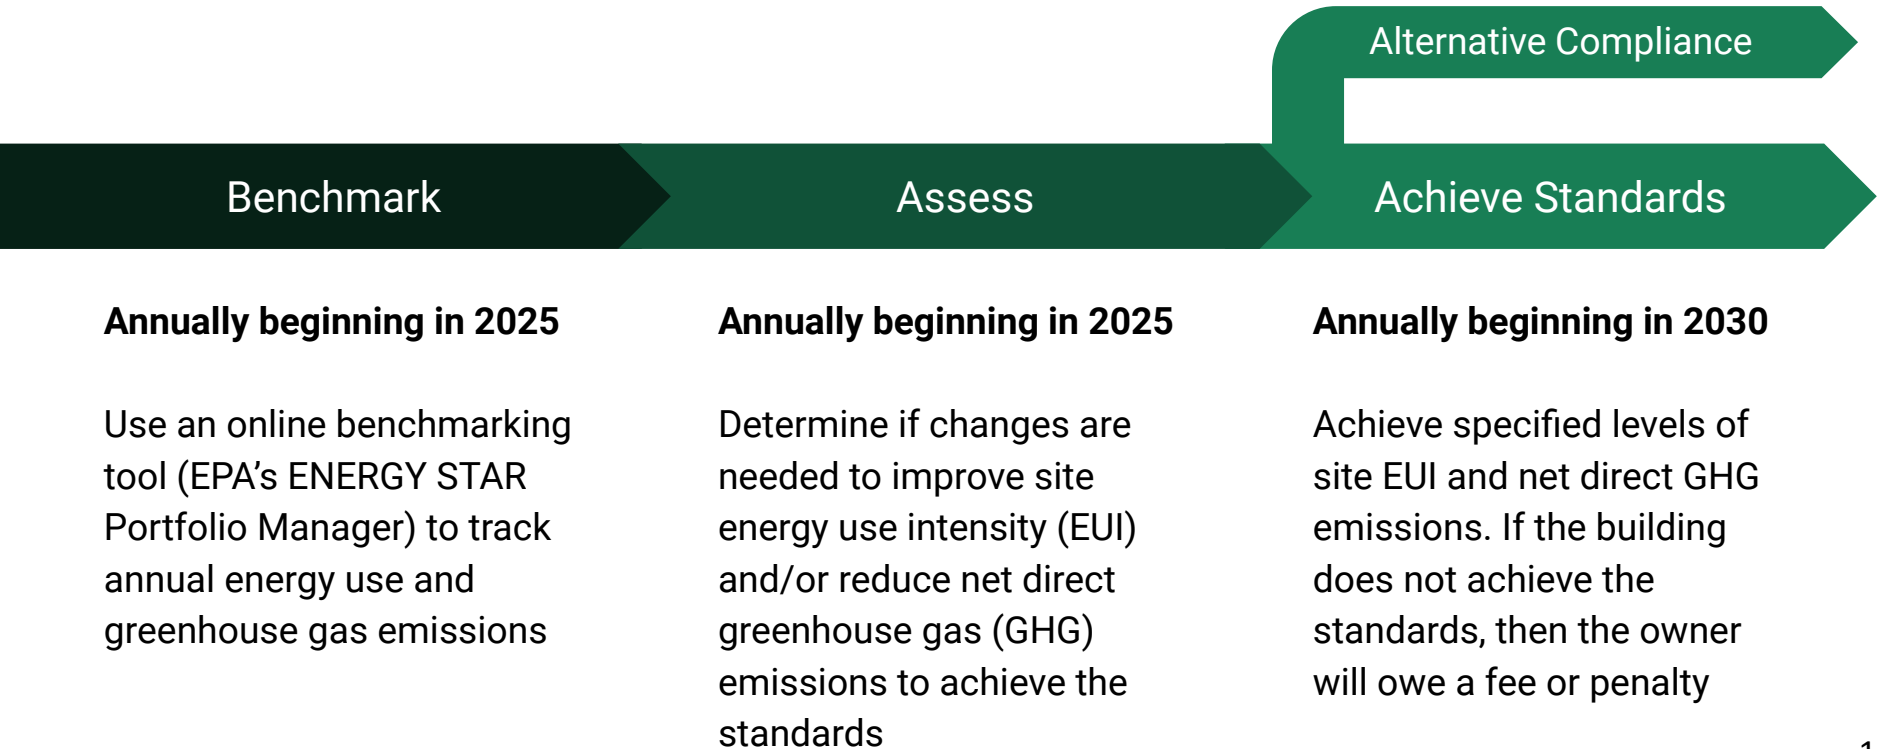 Alternative Compliance
Benchmark
Assess
Achieve Standards
Annually beginning in 2025
Use an online benchmarking
tool (EPA’s ENERGY STAR
Portfolio Manager) to track
annual energy use and
greenhouse gas emissions
Annually beginning in 2025
Determine if changes are
needed to improve site
energy use intensity (EUI)
and/or reduce net direct
greenhouse gas (GHG)
emissions to achieve the
standards
Annually beginning in 2030
Achieve specified levels of
site EUI and net direct GHG
emissions. If the building
does not achieve the
standards, then the owner
will owe a fee or penalty